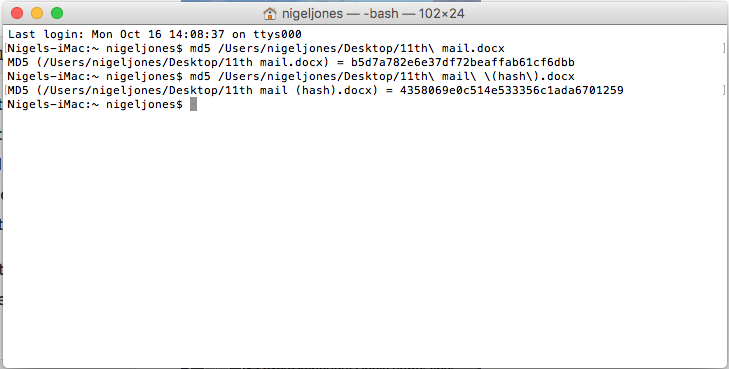 nigeljones — -bash — 102×24
Last login: Mon Oct 16 14:08:37 on ttys000
[Nigels-iMac:~ nigeljones$ md5 /Users/nigeljones/Desktop/11th\ mail.docx ]
MD5 (/Users/nigeljones/Desktop/11th mail.docx) = b5d7a782e6e37df72beaffab61cf6dbb
[Nigels-iMac:~ nigeljones$ md5 /Users/nigeljones/Desktop/11th\ mail\ \(hash\).docx
MD5 (/Users/nigeljones/Desktop/11th mail (hash).docx) = 4358069e0c514e533356c1ada6701259 ]
Nigels-iMac:~ nigeljones$